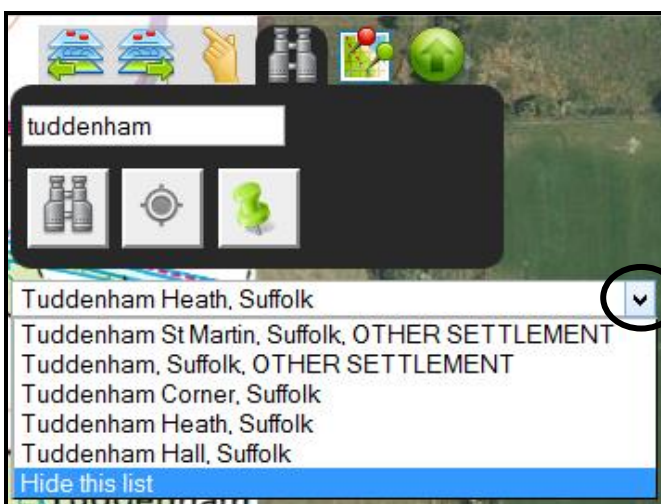 tuddenham
Tuddenham Heath, Suffolk
Tuddenham St Martin, Suffolk, OTHER SETTLEMENT
Tuddenham, Suffolk, OTHER SETTLEMENT
Tuddenham Corner, Suffolk
Tuddenham Heath, Suffolk
Tuddenham Hall, Suffolk
Hide this list